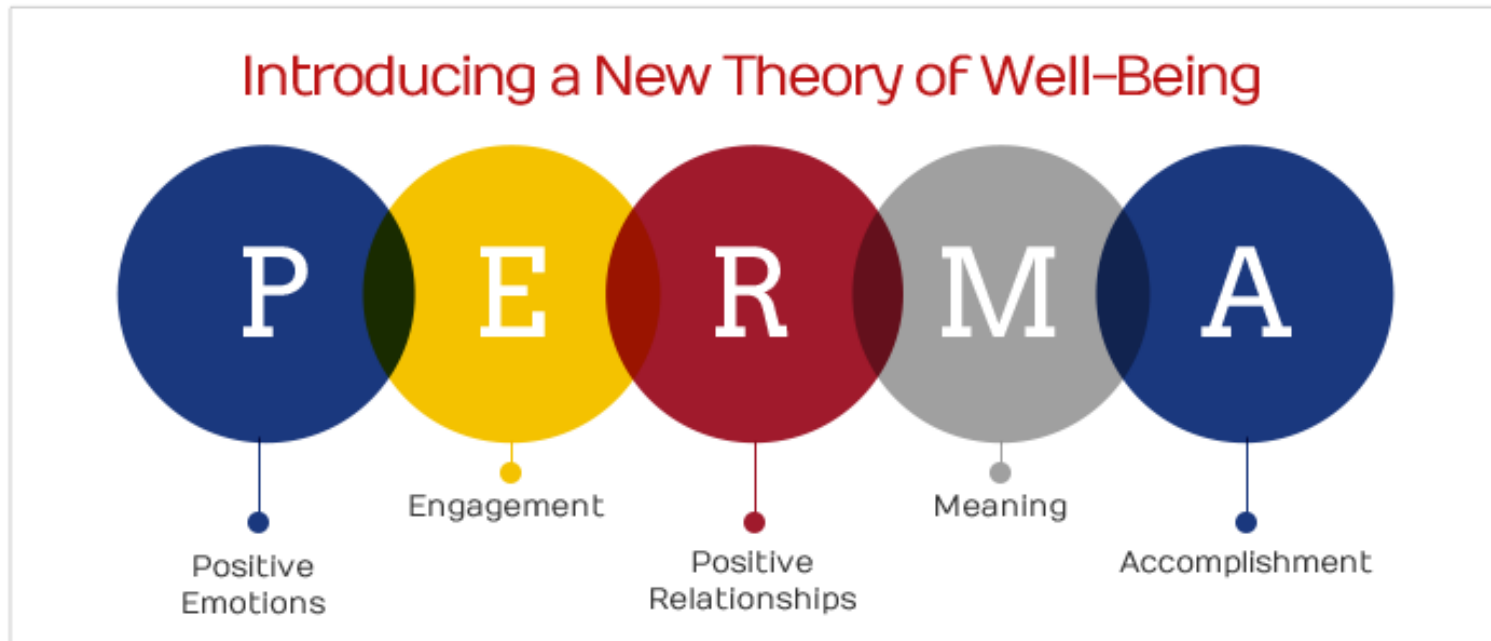 Introducing a New Theory of Well-Being
P E R M A
Positive
Emotions
Engagement
Positive
Relationships
Meaning
Accomplishment